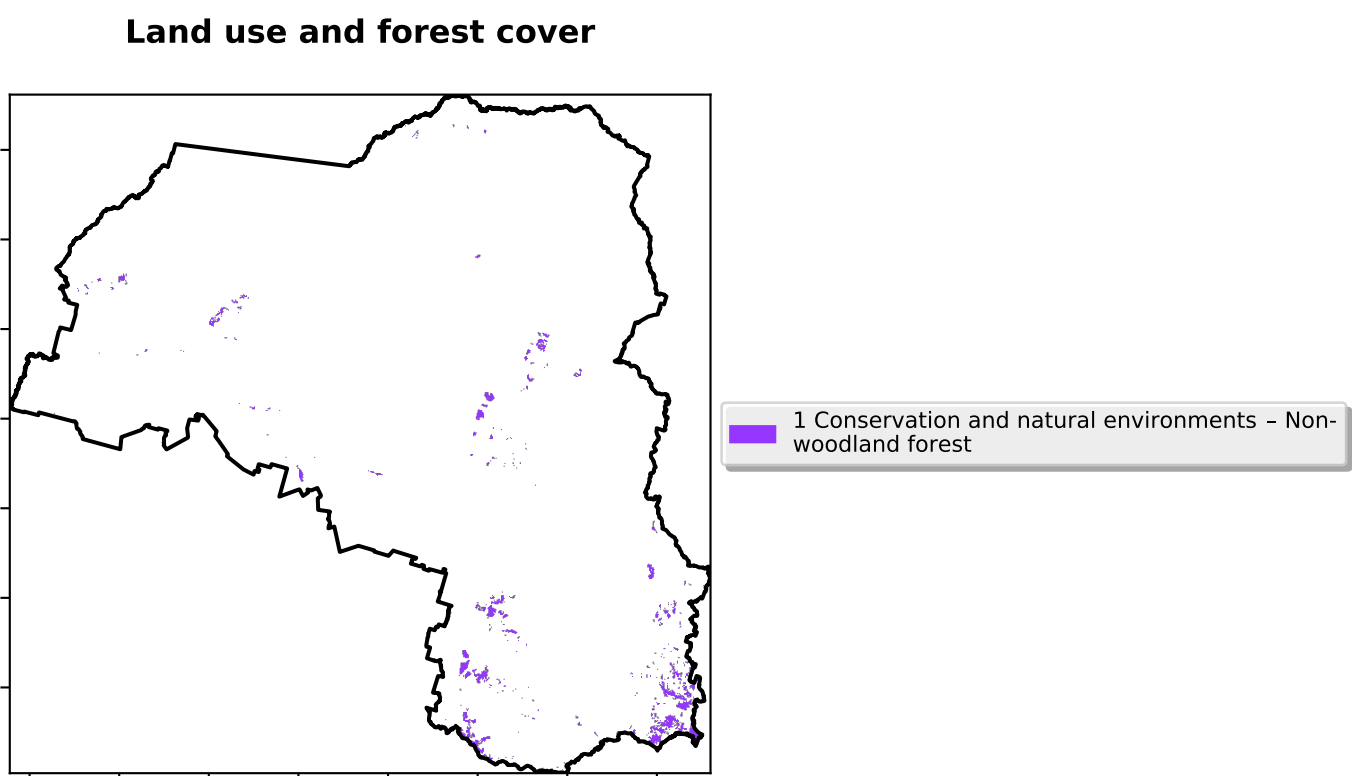 Land use and forest cover
1 Conservation and natural environments – Non-
woodland forest